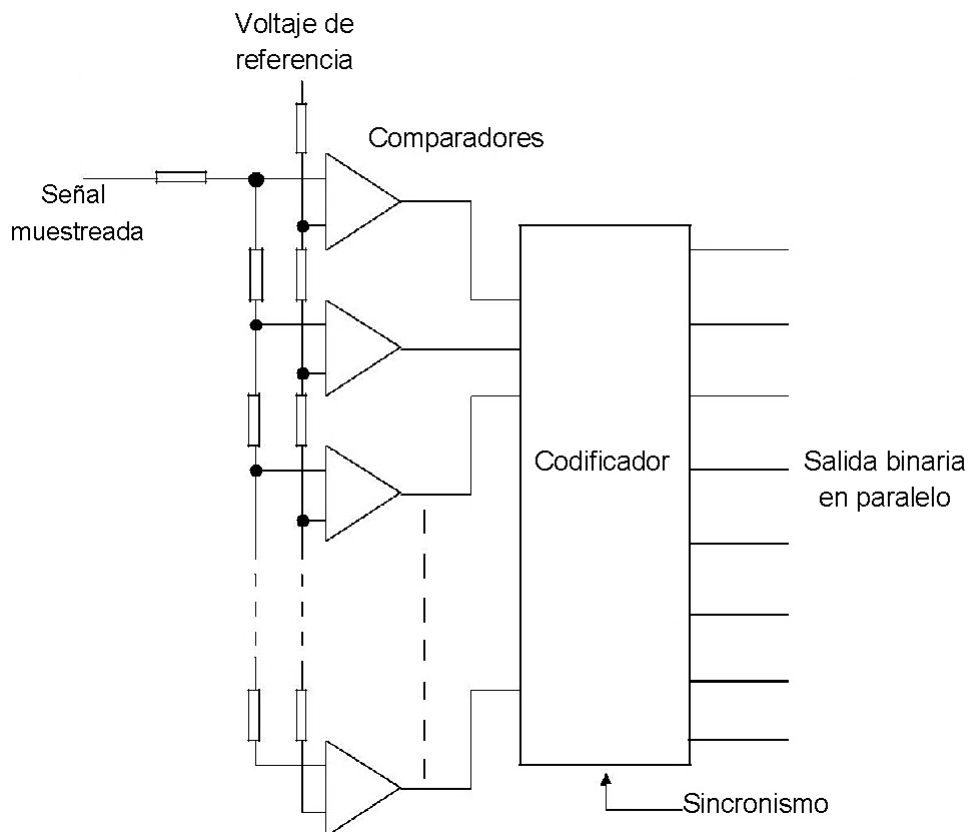 Voltaje de
referencia
Comparadores
Señal
muestreada
Codificador
Salida binaria
en paralelo
Sincronismo